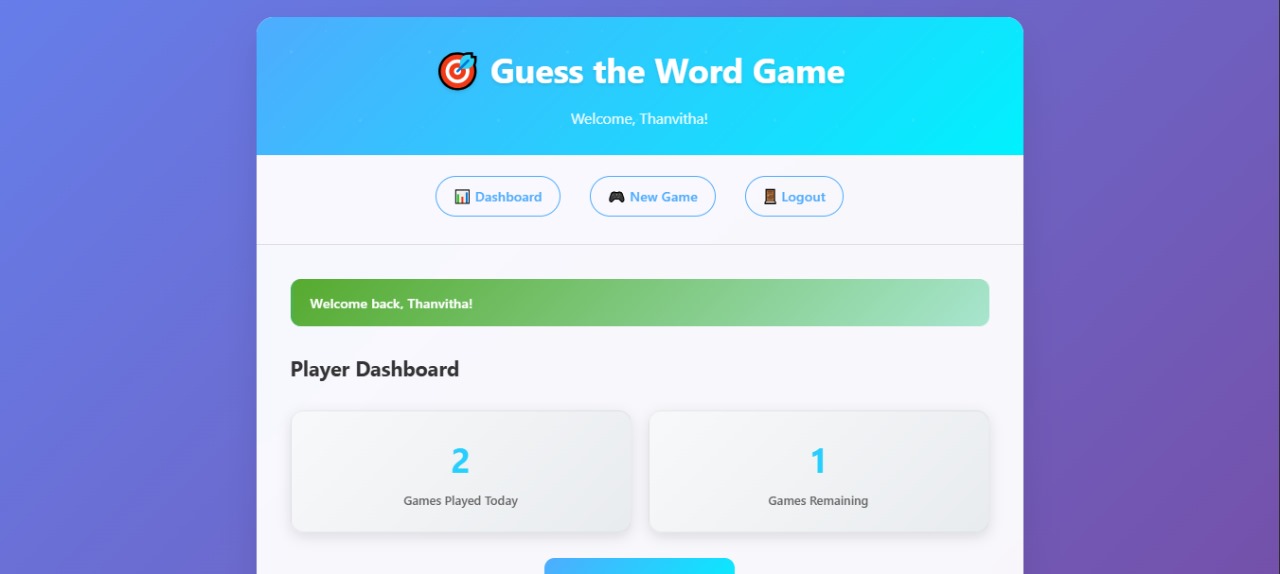 🎯 Guess the Word Game
Welcome, Thanvitha!
📊 Dashboard 🎮 New Game 🚪 Logout
Welcome back, Thanvitha!
Player Dashboard
2 1
Games Played Today Games Remaining